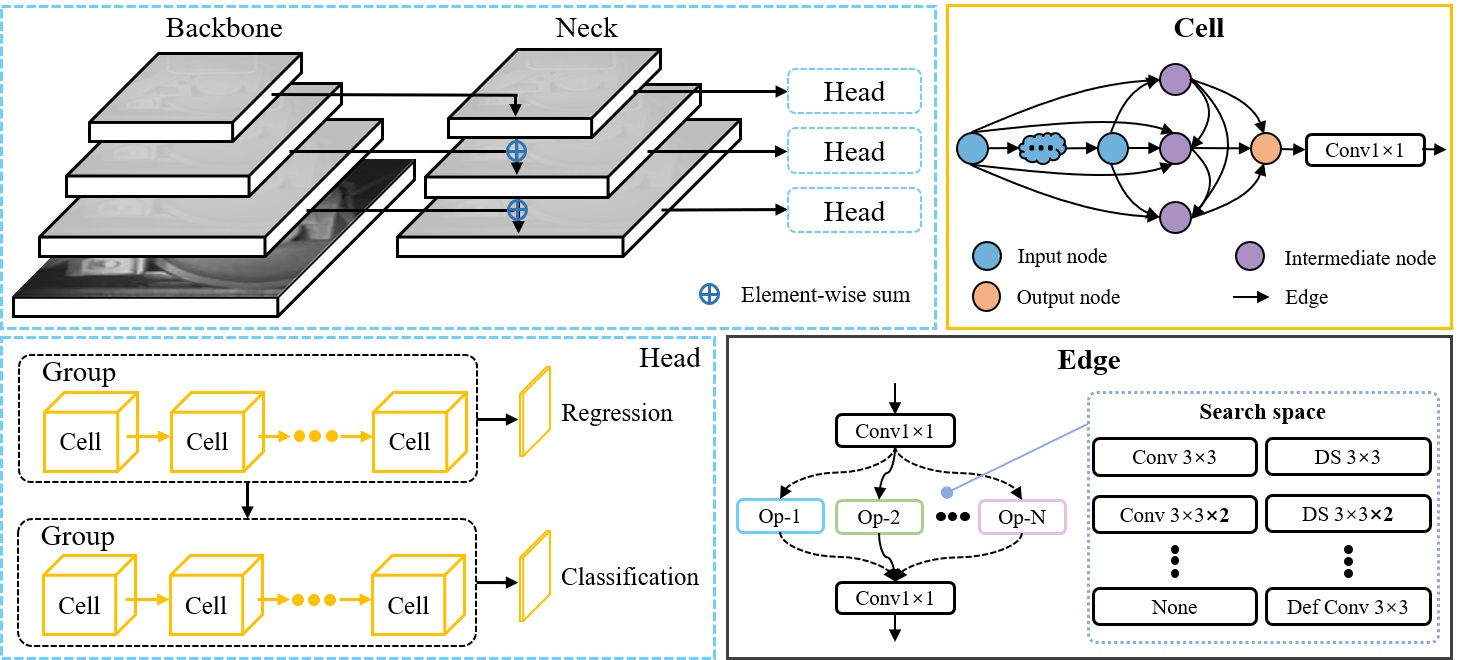 Backbone
Neck
Head
Head
Head
Element-wise sum
Cell
Conv1×1
Input node
Intermediate node
Output node
Edge
Head
Group
Cell
Cell
Cell
Regression
Group
Cell
Cell
Cell
Classification
Edge
Conv1×1
Op-1
Op-2
Op-N
Conv1×1
Search space
Conv 3×3
DS 3×3
Conv 3×3×2
DS 3×3×2
None
Def Conv 3×3